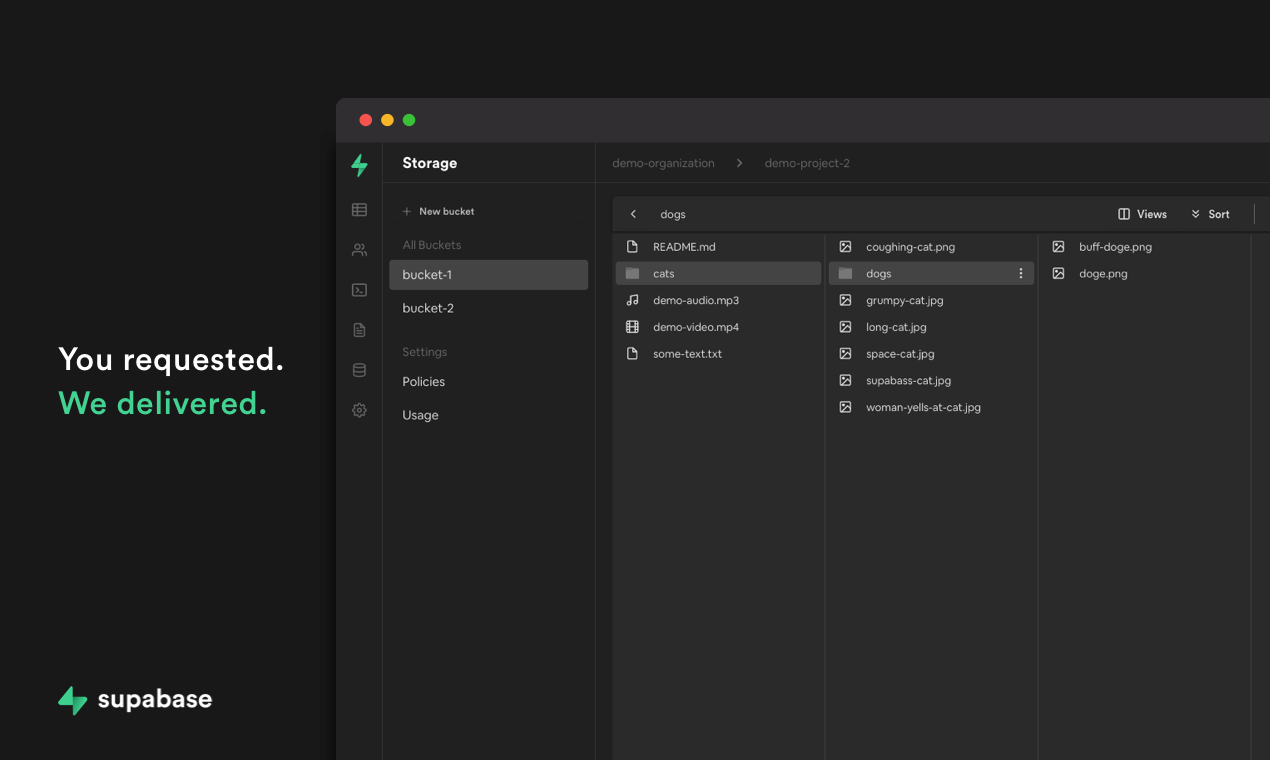 You requested.
We delivered.
supabase
Storage
New bucket
All Buckets
bucket-1
bucket-2
Settings
Policies
Usage
demo-organization > demo-project-2
dogs
Views
Sort
README.md
cats
demo-audio.mp3
demo-video.mp4
some-text.txt
coughing-cat.png
dogs
grumpy-cat.jpg
long-cat.jpg
space-cat.jpg
supabass-cat.jpg
woman-yells-at-cat.jpg
buff-doge.png
doge.png